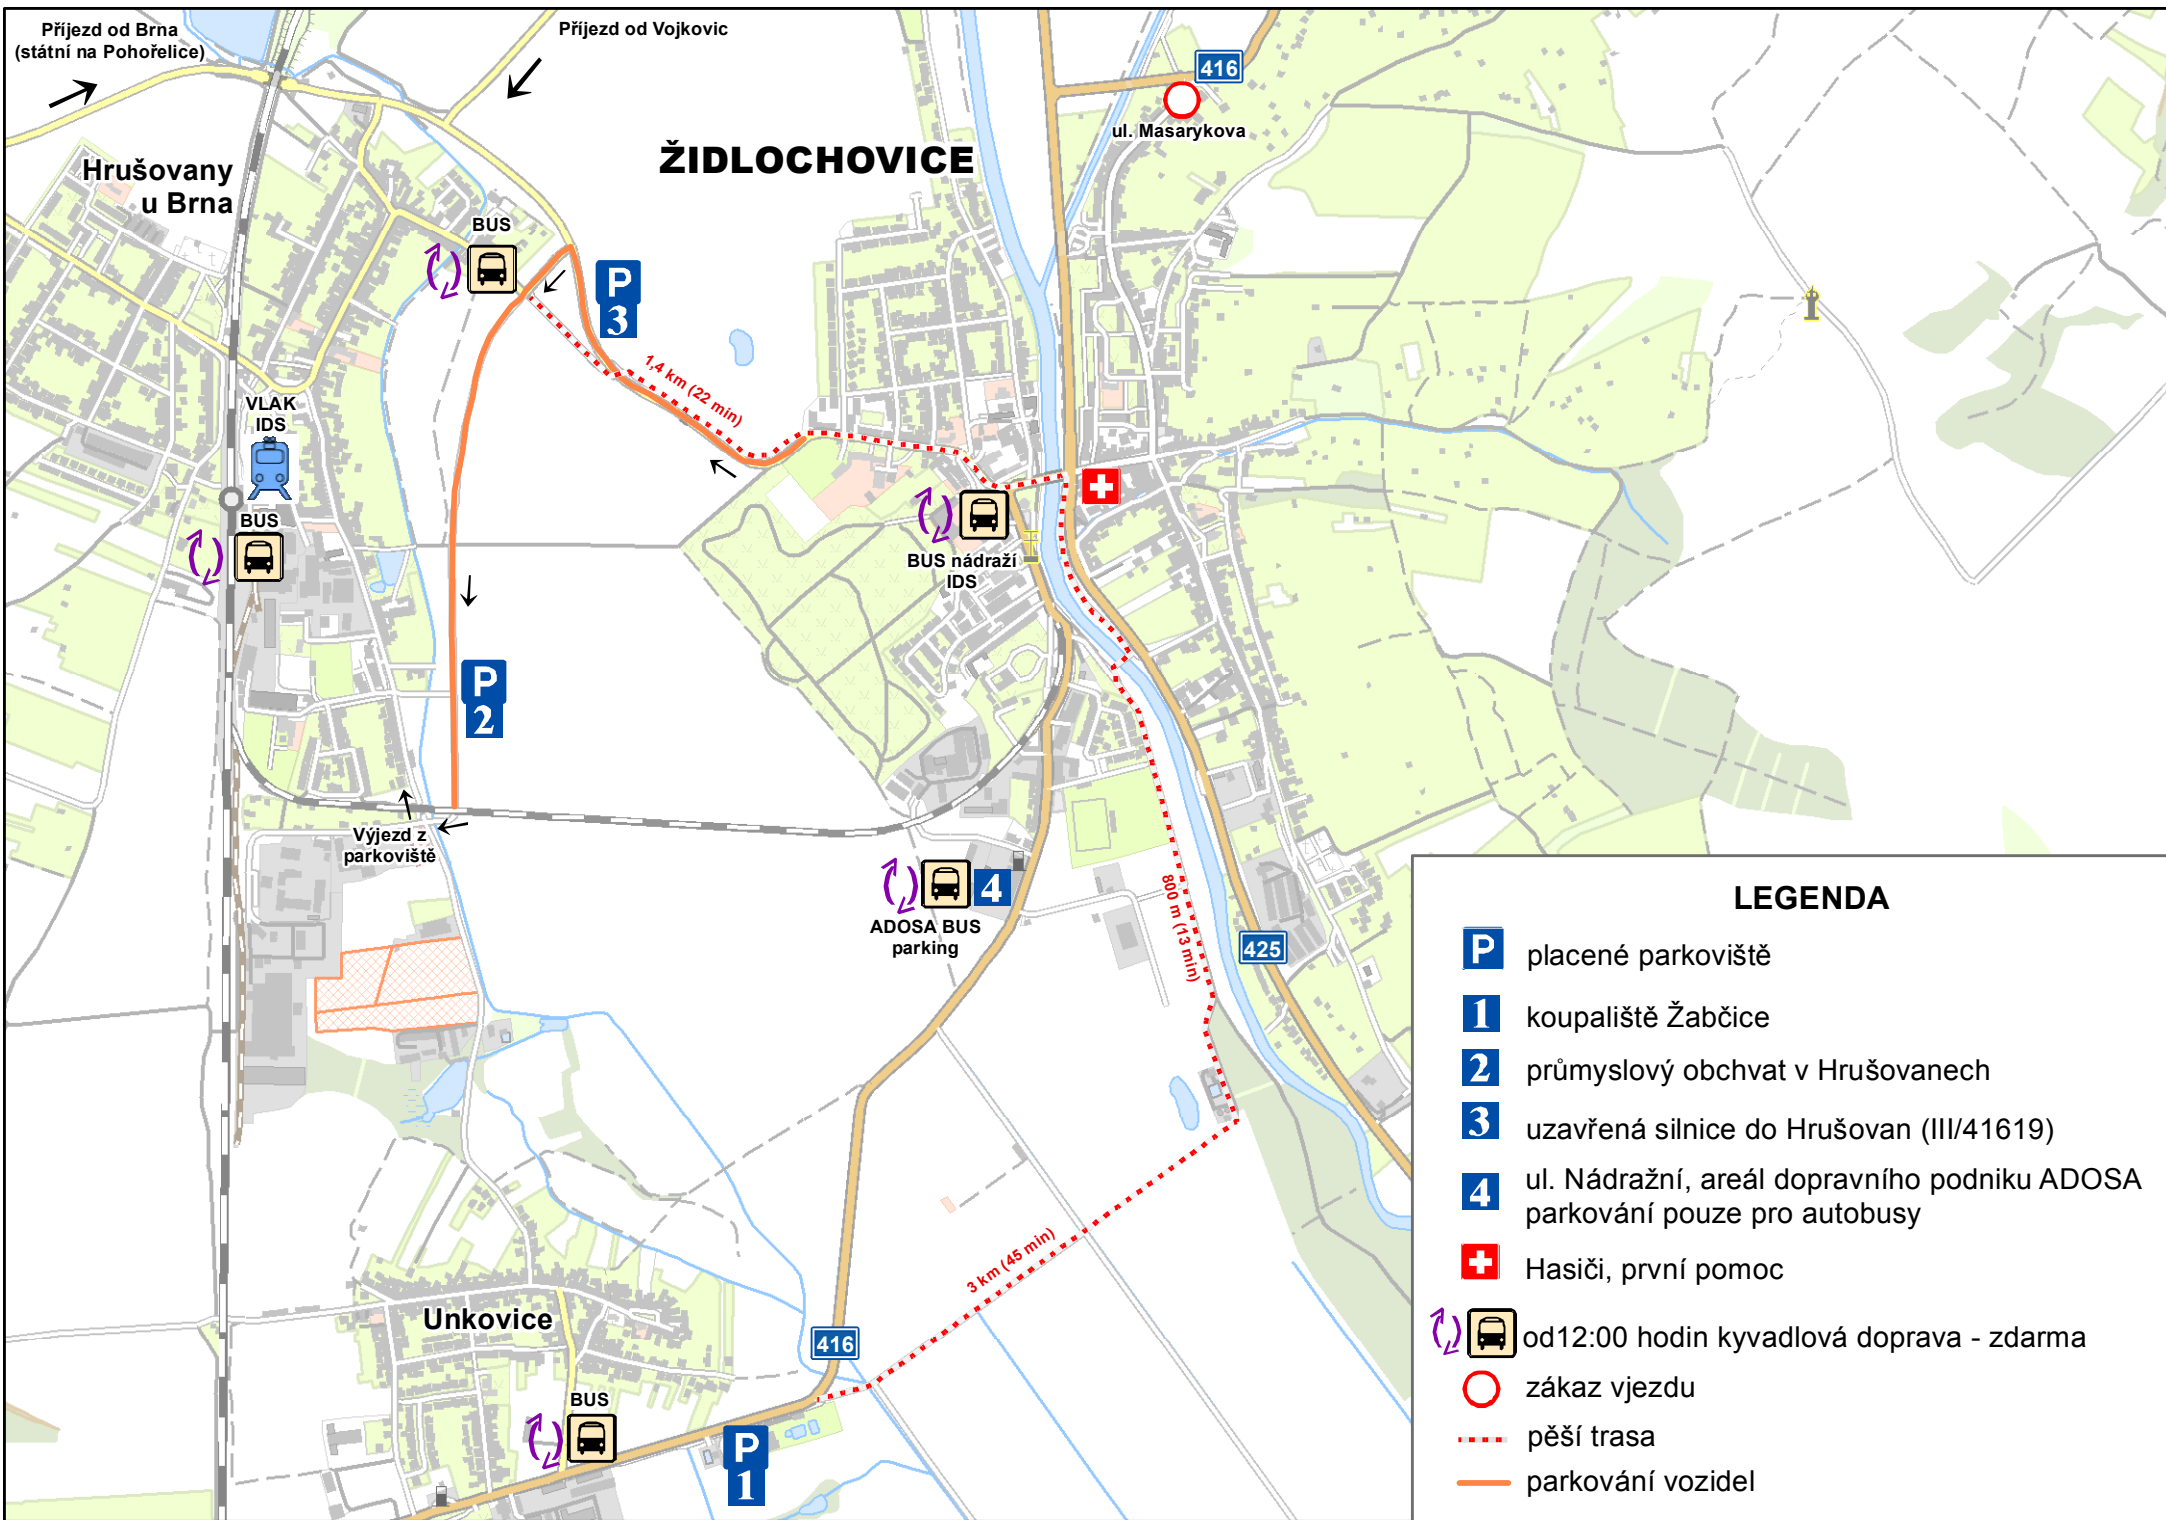 Příjezd od Brna
(státní na Pohořelice)
Příjezd od Vojkovic
416
ul. Masarykova
ŽIDLOCHOVICE
Hrušovany
u Brna
BUS
P
3
1,4 km (22 min)
VLAK
IDS
BUS
BUS nádraží
IDS
P
2
Výjezd z
parkoviště
4
ADOSA BUS
parking
800 m (13 min)
425
3 km (45 min)
Unkovice
416
BUS
P
1
LEGENDA
P placené parkoviště
1 koupaliště Žabčice
2 průmyslový obchvat v Hrušovanech
3 uzavřená silnice do Hrušovan (III/41619)
4 ul. Nádražní, areál dopravního podniku ADOSA
parkování pouze pro autobusy
Hasiči, první pomoc
od12:00 hodin kyvadlová doprava - zdarma
zákaz vjezdu
pěší trasa
parkování vozidel